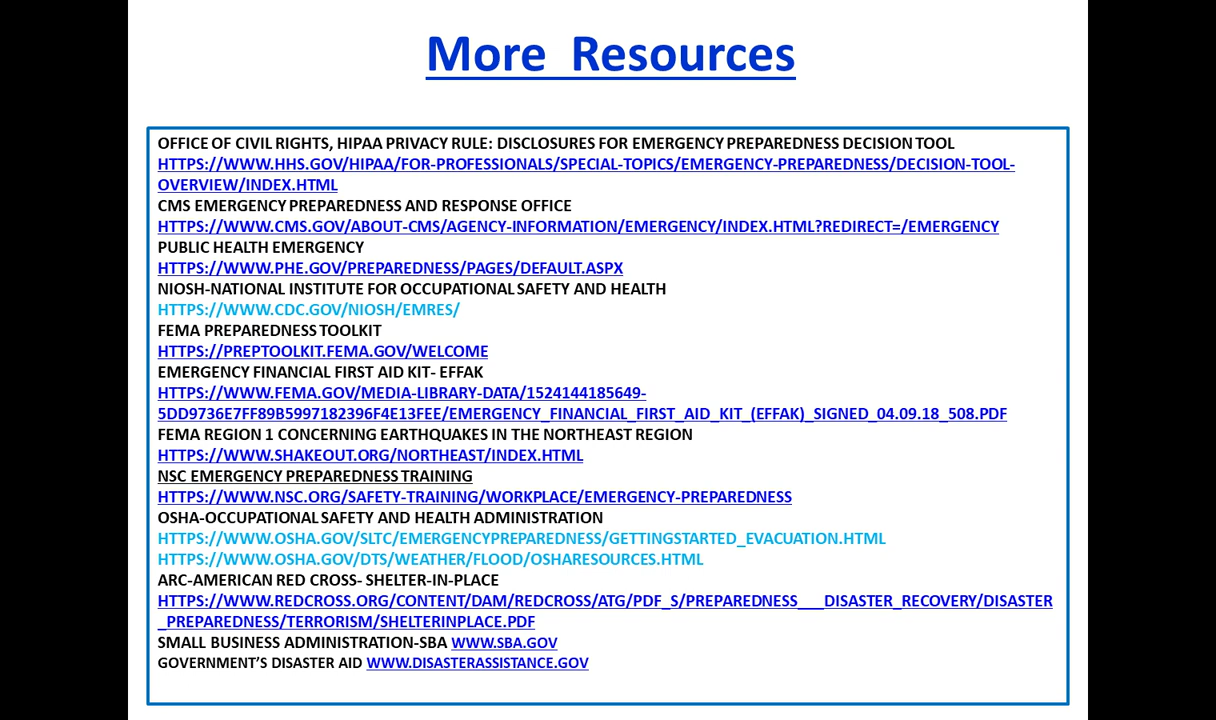 More Resources
OFFICE OF CIVIL RIGHTS, HIPAA PRIVACY RULE: DISCLOSURES FOR EMERGENCY PREPAREDNESS DECISION TOOL
HTTPS://WWW.HHS.GOV/HIPAA/FOR-PROFESSIONALS/SPECIAL-TOPICS/EMERGENCY-PREPAREDNESS/DECISION-TOOL-
OVERVIEW/INDEX.HTML
CMS EMERGENCY PREPAREDNESS AND RESPONSE OFFICE
HTTPS://WWW.CMS.GOV/ABOUT-CMS/AGENCY-INFORMATION/EMERGENCY/INDEX.HTML?REDIRECT=/EMERGENCY
PUBLIC HEALTH EMERGENCY
HTTPS://WWW.PHE.GOV/PREPAREDNESS/PAGES/DEFAULT.ASPX
NIOSH-NATIONAL INSTITUTE FOR OCCUPATIONAL SAFETY AND HEALTH
HTTPS://WWW.CDC.GOV/NIOSH/EMRES/
FEMA PREPAREDNESS TOOLKIT
HTTPS://PREPTOOLKIT.FEMA.GOV/WELCOME
EMERGENCY FINANCIAL FIRST AID KIT- EFFAK
HTTPS://WWW.FEMA.GOV/MEDIA-LIBRARY-DATA/1524144185649-
5DD9736E7FF89B5997182396F4E13FEE/EMERGENCY_FINANCIAL_FIRST_AID_KIT_(EFFAK)_SIGNED_04.09.18_508.PDF
FEMA REGION 1 CONCERNING EARTHQUAKES IN THE NORTHEAST REGION
HTTPS://WWW.SHAKEOUT.ORG/NORTHEAST/INDEX.HTML
NSC EMERGENCY PREPAREDNESS TRAINING
HTTPS://WWW.NSC.ORG/SAFETY-TRAINING/WORKPLACE/EMERGENCY-PREPAREDNESS
OSHA-OCCUPATIONAL SAFETY AND HEALTH ADMINISTRATION
HTTPS://WWW.OSHA.GOV/SLTC/EMERGENCYPREPAREDNESS/GETTINGSTARTED_EVACUATION.HTML
HTTPS://WWW.OSHA.GOV/DTS/WEATHER/FLOOD/OSHARESOURCES.HTML
ARC-AMERICAN RED CROSS- SHELTER-IN-PLACE
HTTPS://WWW.REDCROSS.ORG/CONTENT/DAM/REDCROSS/ATG/PDF_S/PREPAREDNESS___DISASTER_RECOVERY/DISASTER
_PREPAREDNESS/TERRORISM/SHELTERINPLACE.PDF
SMALL BUSINESS ADMINISTRATION-SBA WWW.SBA.GOV
GOVERNMENT’S DISASTER AID WWW.DISASTERASSISTANCE.GOV